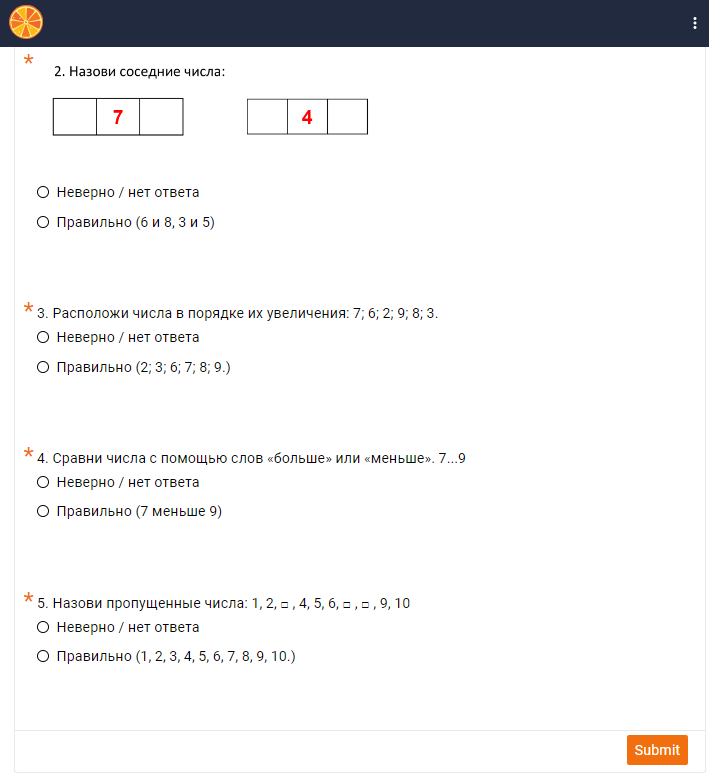 *
2. Назови соседние числа:
7
4
Неверно / нет ответа
Правильно (6 и 8, 3 и 5)
* 3. Расположи числа в порядке их увеличения: 7; 6; 2; 9; 8; 3.
Неверно / нет ответа
Правильно (2; 3; 6; 7; 8; 9.)
* 4. Сравни числа с помощью слов «больше» или «меньше». 7...9
Неверно / нет ответа
Правильно (7 меньше 9)
* 5. Назови пропущенные числа: 1, 2, □ , 4, 5, 6, □ , □ , 9, 10
Неверно / нет ответа
Правильно (1, 2, 3, 4, 5, 6, 7, 8, 9, 10.)
Submit